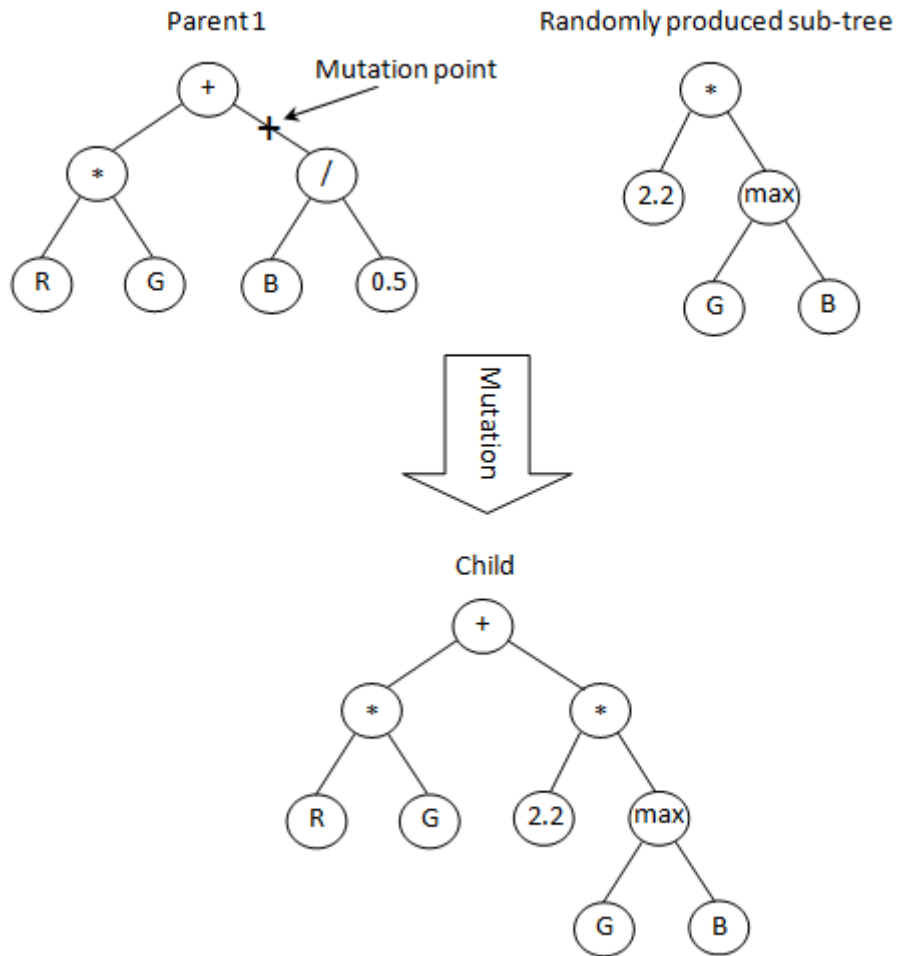 Parent 1
Randomly produced sub-tree
Mutation point
+
*
+
*
/
2.2
max
R
G
B
0.5
G
B
Mutation
Child
+
*
*
R
G
2.2
max
G
B